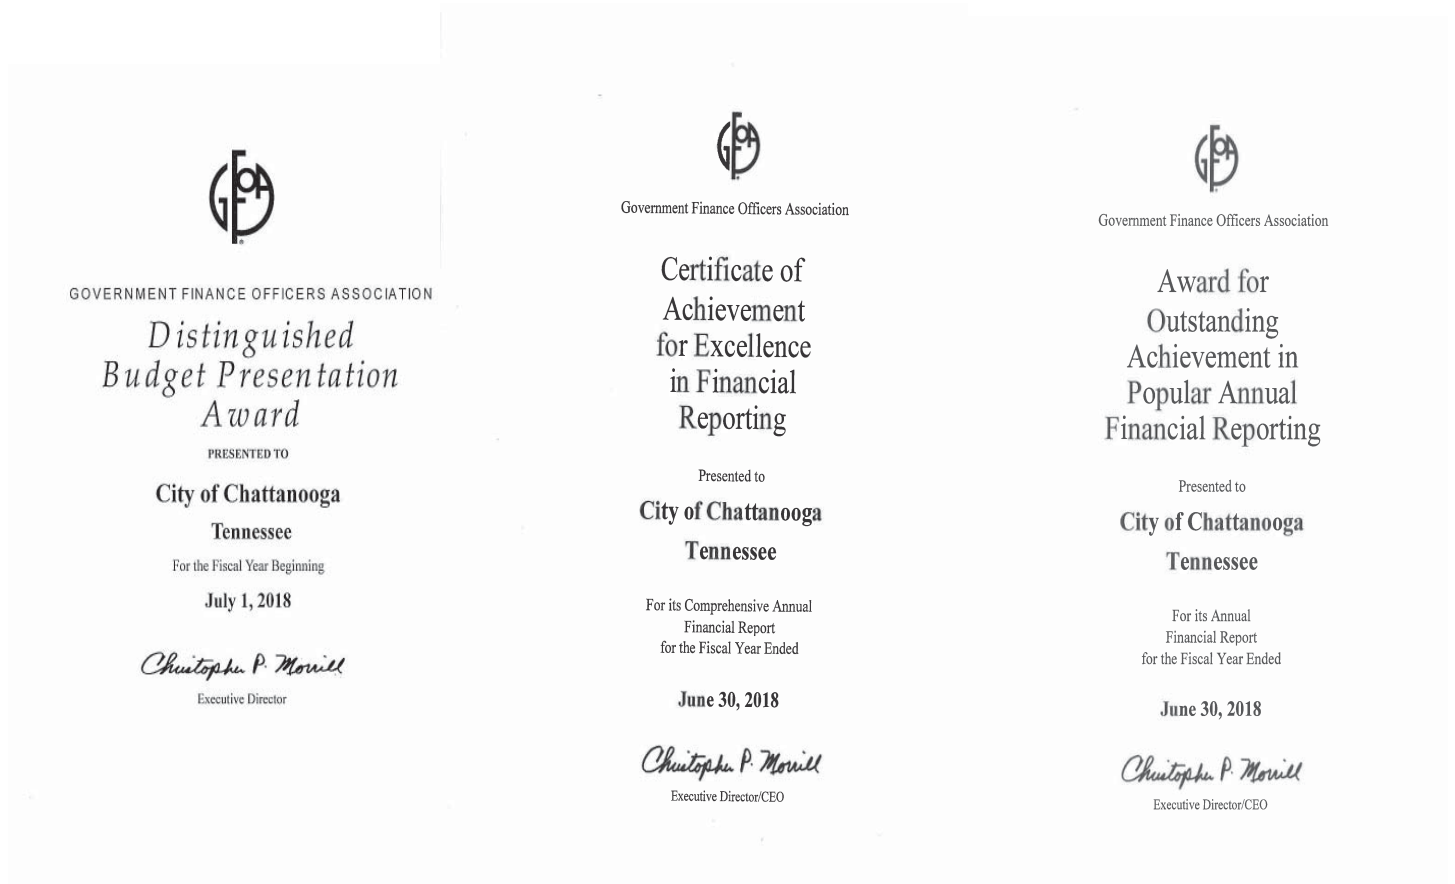 GFOA
GOVERNMENT FINANCE OFFICERS ASSOCIATION
Distinguished
Budget Presentation
Award
PRESENTED TO
City of Chattanooga
Tennessee
For the Fiscal Year Beginning
July 1, 2018
Christopher P. Morrill
Executive Director
GFOA
Government Finance Officers Association
Certificate of
Achievement
for Excellence
in Financial
Reporting
Presented to
City of Chattanooga
Tennessee
For its Comprehensive Annual
Financial Report
for the Fiscal Year Ended
June 30, 2018
Christopher P. Morrill
Executive Director/CEO
GFOA
Government Finance Officers Association
Award for
Outstanding
Achievement in
Popular Annual
Financial Reporting
Presented to
City of Chattanooga
Tennessee
For its Annual
Financial Report
for the Fiscal Year Ended
June 30, 2018
Christopher P. Morrill
Executive Director/CEO